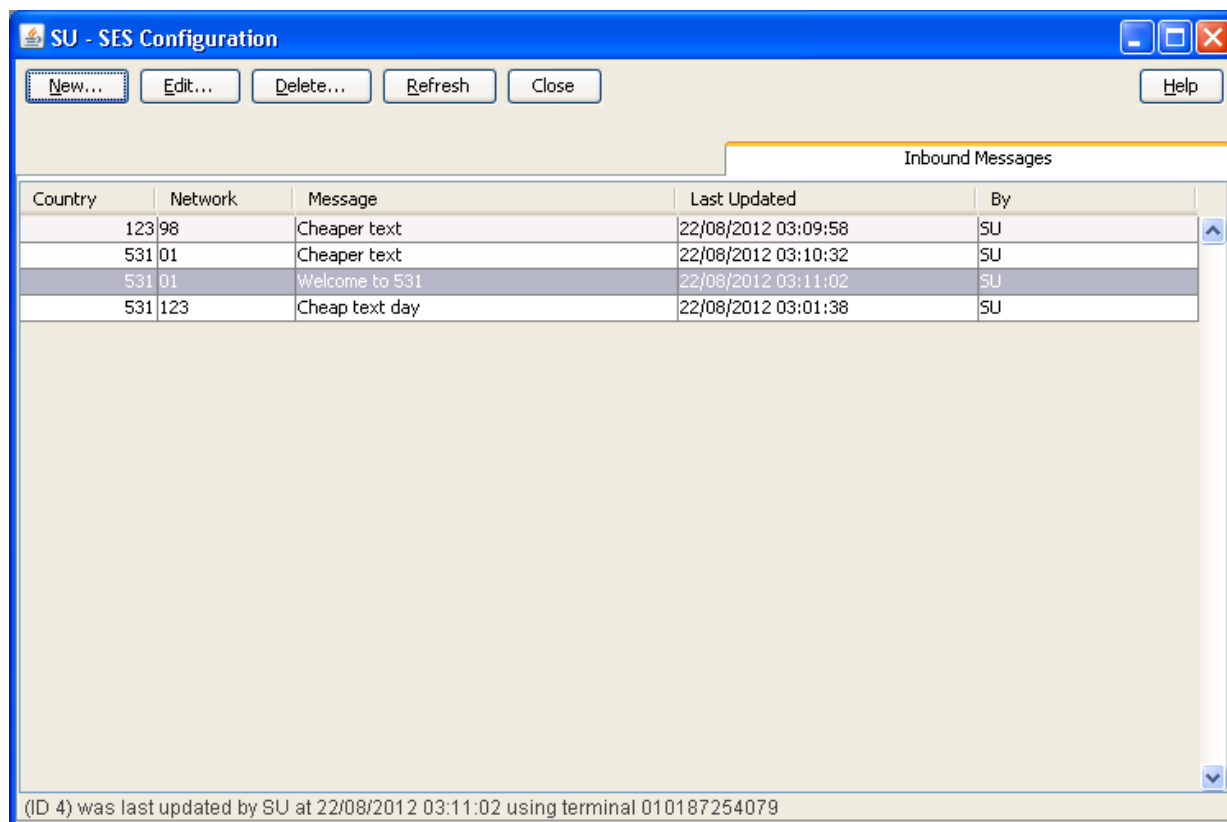 SU - SES Configuration
New... Edit... Delete... Refresh Close Help
Inbound Messages
Country Network Message Last Updated By
123 98 Cheaper text 22/08/2012 03:09:58 SU
531 01 Cheaper text 22/08/2012 03:10:32 SU
531 01 Welcome to 531 22/08/2012 03:11:02 SU
531 123 Cheap text day 22/08/2012 03:01:38 SU
(ID 4) was last updated by SU at 22/08/2012 03:11:02 using terminal 010187254079